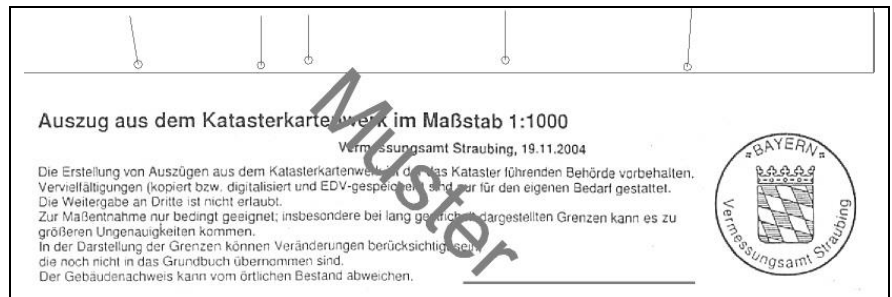 Auszug aus dem Katasterkartenwerk im Maßstab 1:1000
Vermessungsamt Straubing, 19.11.2004
Die Erstellung von Auszügen aus dem Katasterkartenwerk ist der das Kataster führenden Behörde vorbehalten.
Vervielfältigungen (kopiert bzw. digitalisiert und EDV-gespeichert) sind nur für den eigenen Bedarf gestattet.
Die Weitergabe an Dritte ist nicht erlaubt.
Zur Maßentnahme nur bedingt geeignet; insbesondere bei lang gestrichelt dargestellten Grenzen kann es zu
größeren Ungenauigkeiten kommen.
In der Darstellung der Grenzen können Veränderungen berücksichtigt sein,
die noch nicht in das Grundbuch übernommen sind.
Der Gebäudenachweis kann vom örtlichen Bestand abweichen.
Muster
BAYERN
Vermessungsamt Straubing